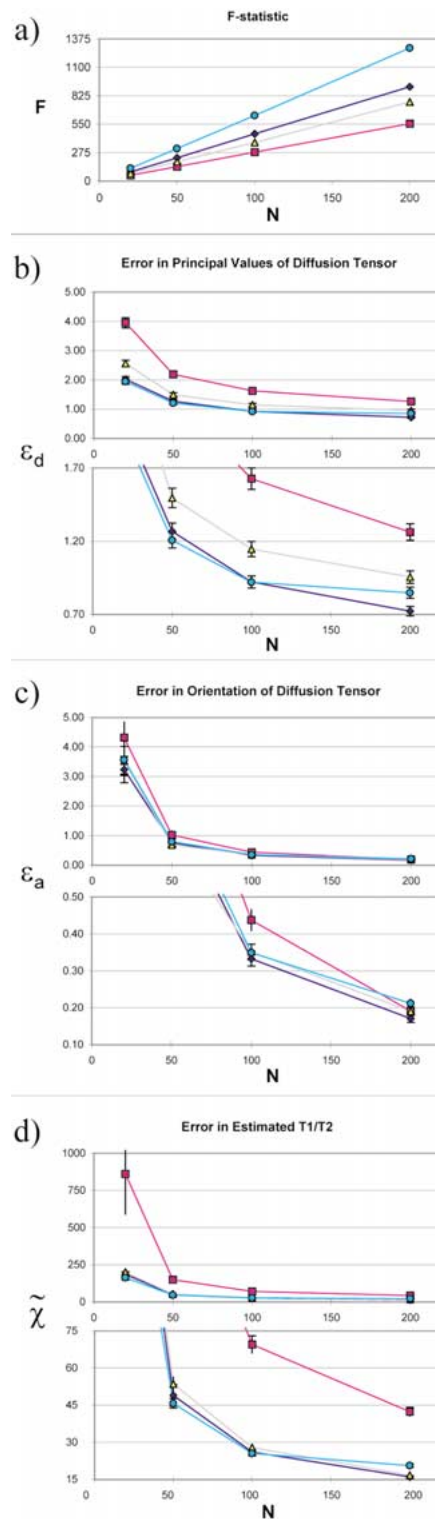 a)
F-statistic
1375
1100
825
F
550
275
0
0 50 100 150 200
N
b)
Error in Principal Values of Diffusion Tensor
5.00
4.00
3.00
2.00
1.00
0.00
0 50 100 150 200
εd
1.70
1.20
0.70
0 50 100 150 200
N
c)
Error in Orientation of Diffusion Tensor
5.00
4.00
3.00
2.00
1.00
0.00
0 50 100 150 200
εa
0.50
0.40
0.30
0.20
0.10
0 50 100 150 200
N
d)
Error in Estimated T1/T2
1000
750
500
250
0
0 50 100 150 200
χ̃
75
60
45
30
15
0 50 100 150 200
N